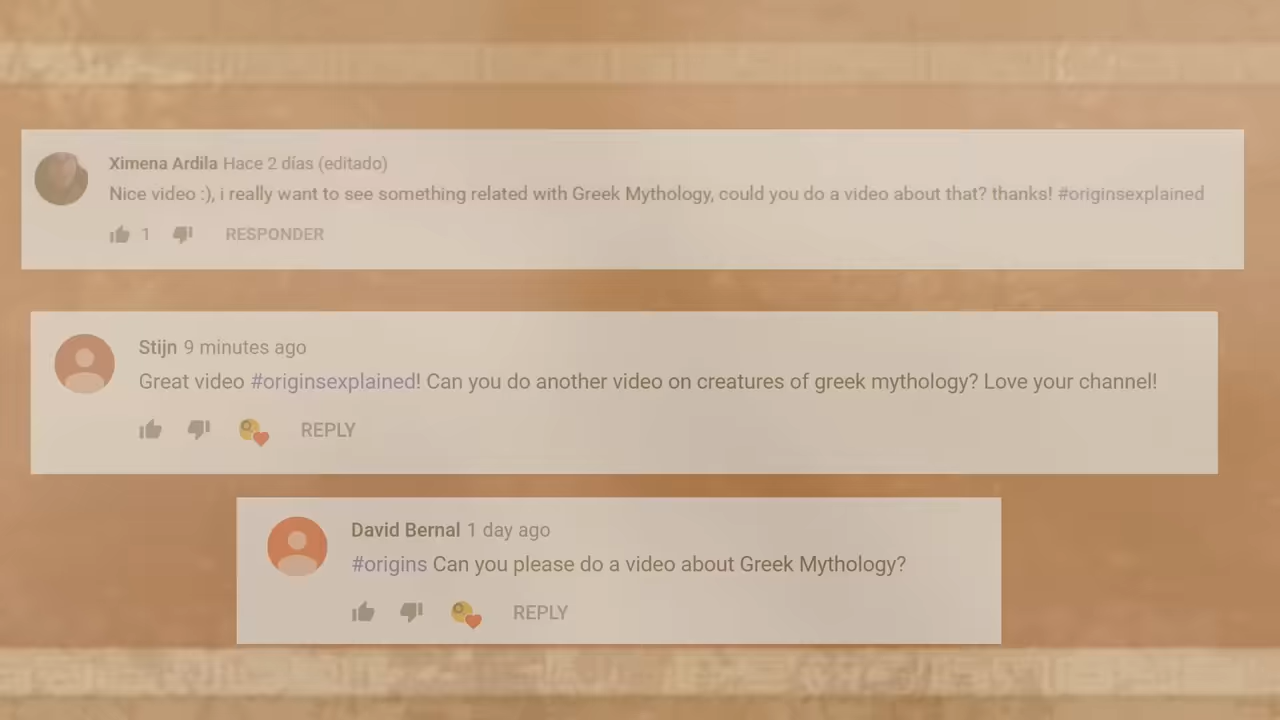 Ximena Ardila Hace 2 días (editado)
Nice video :), i really want to see something related with Greek Mythology, could you do a video about that? thanks! #originsexplained
1 RESPONDER
Stijn 9 minutes ago
Great video #originsexplained! Can you do another video on creatures of greek mythology? Love your channel!
REPLY
David Bernal 1 day ago
#origins Can you please do a video about Greek Mythology?
REPLY